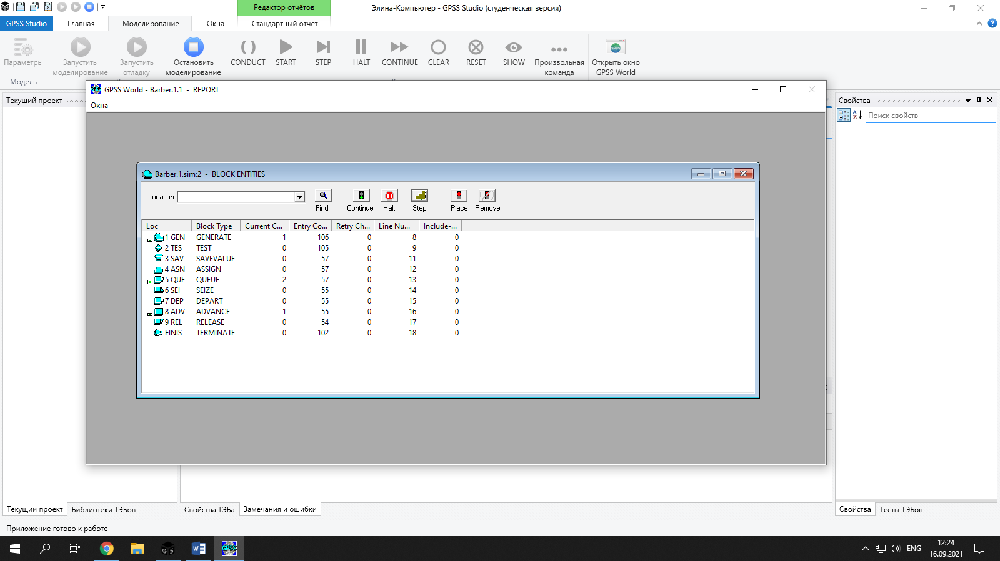 Редактор отчётов
Элина-Компьютер - GPSS Studio (студенческая версия)
GPSS Studio
Главная
Моделирование
Окна
Стандартный отчет
Параметры
Запустить моделирование
Запустить отладку
Остановить моделирование
CONDUCT
START
STEP
HALT
CONTINUE
CLEAR
RESET
SHOW
Произвольная команда
Открыть окно GPSS World
Модель
GPSS World - Barber.1.1 - REPORT
Окна
Текущий проект
Свойства
Поиск свойств
Barber.1.sim:2 - BLOCK ENTITIES
Location
Find
Continue
Halt
Step
Place
Remove
Loc Block Type Current C... Entry Co... Retry Ch... Line Nu... Include-...
1 GEN GENERATE 1 106 0 8 0
2 TES TEST 0 105 0 9 0
3 SAV SAVEVALUE 0 57 0 11 0
4 ASN ASSIGN 0 57 0 12 0
5 QUE QUEUE 2 57 0 13 0
6 SEI SEIZE 0 55 0 14 0
7 DEP DEPART 0 55 0 15 0
8 ADV ADVANCE 1 55 0 16 0
9 REL RELEASE 0 54 0 17 0
FINIS TERMINATE 0 102 0 18 0
Текущий проект
Библиотеки ТЭБов
Свойства ТЭБа
Замечания и ошибки
Свойства
Тесты ТЭБов
Приложение готово к работе
ENG
12:24
16.09.2021